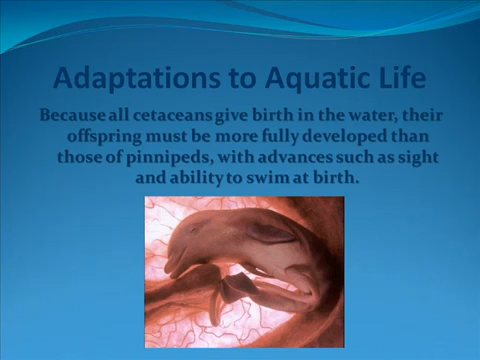 Adaptations to Aquatic Life
Because all cetaceans give birth in the water, their
offspring must be more fully developed than
those of pinnipeds, with advances such as sight
and ability to swim at birth.